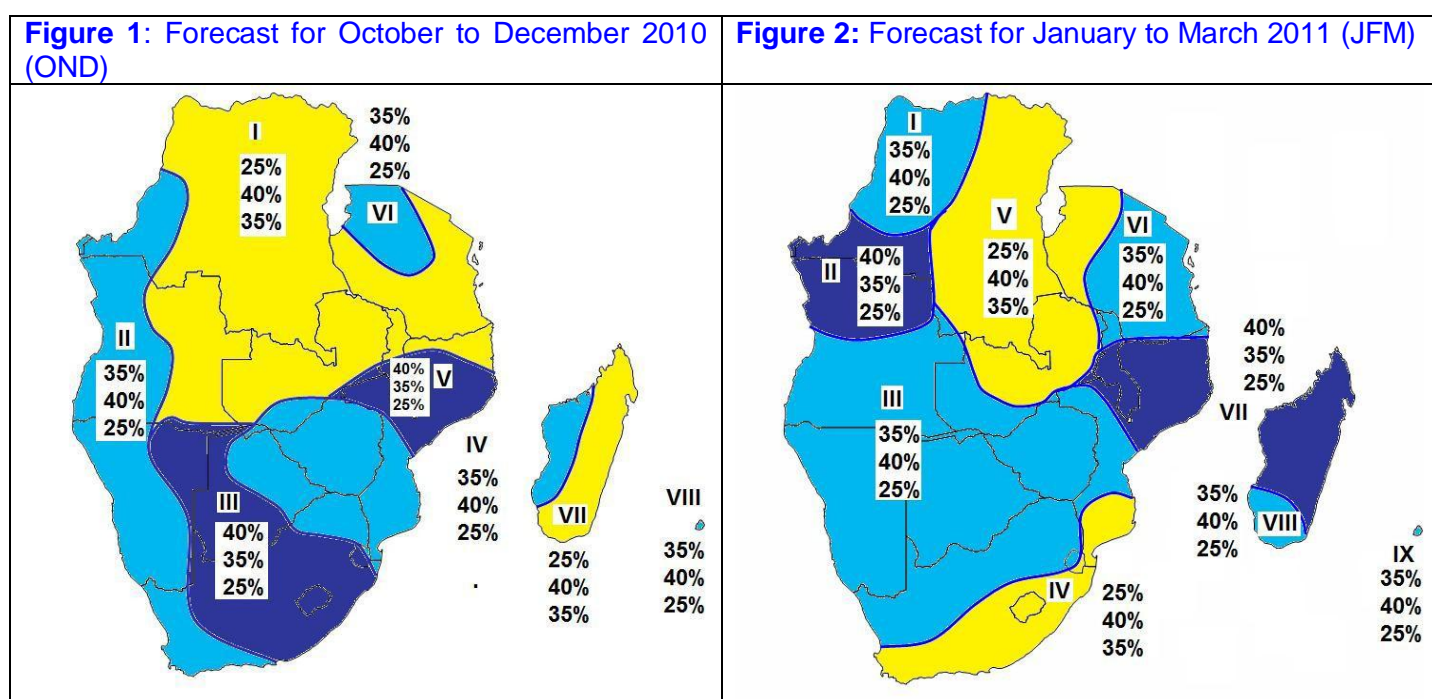 Figure 1: Forecast for October to December 2010
(OND)
Figure 2: Forecast for January to March 2011 (JFM)
I
25%
40%
35%
35%
40%
25%
VI
II
35%
40%
25%
40%
35%
25%
V
III
40%
35%
25%
IV
35%
40%
25%
VII
25%
40%
35%
VIII
35%
40%
25%
I
35%
40%
25%
II
40%
35%
25%
V
25%
40%
35%
VI
35%
40%
25%
40%
35%
25%
VII
III
35%
40%
25%
IV
25%
40%
35%
35%
40%
25%
VIII
IX
35%
40%
25%